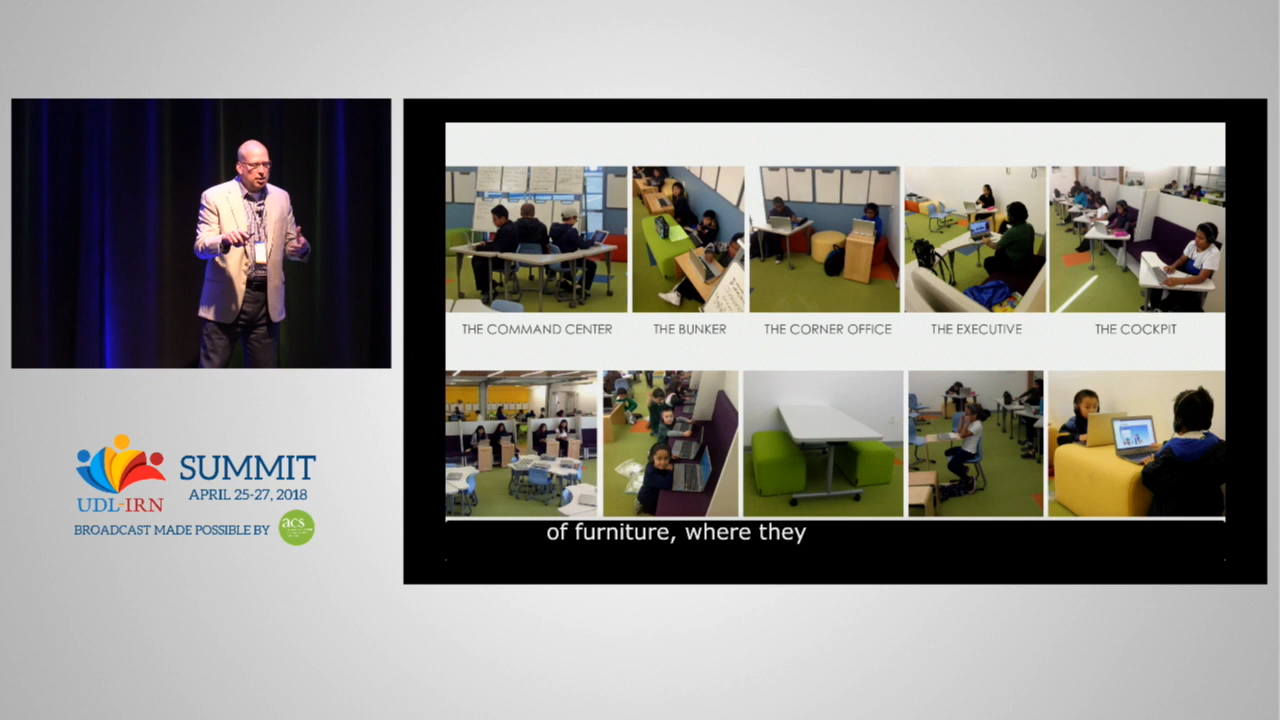 THE COMMAND CENTER
THE BUNKER
THE CORNER OFFICE
THE EXECUTIVE
THE COCKPIT
of furniture, where they
SUMMIT
APRIL 25-27, 2018
UDL-IRN
BROADCAST MADE POSSIBLE BY
acs